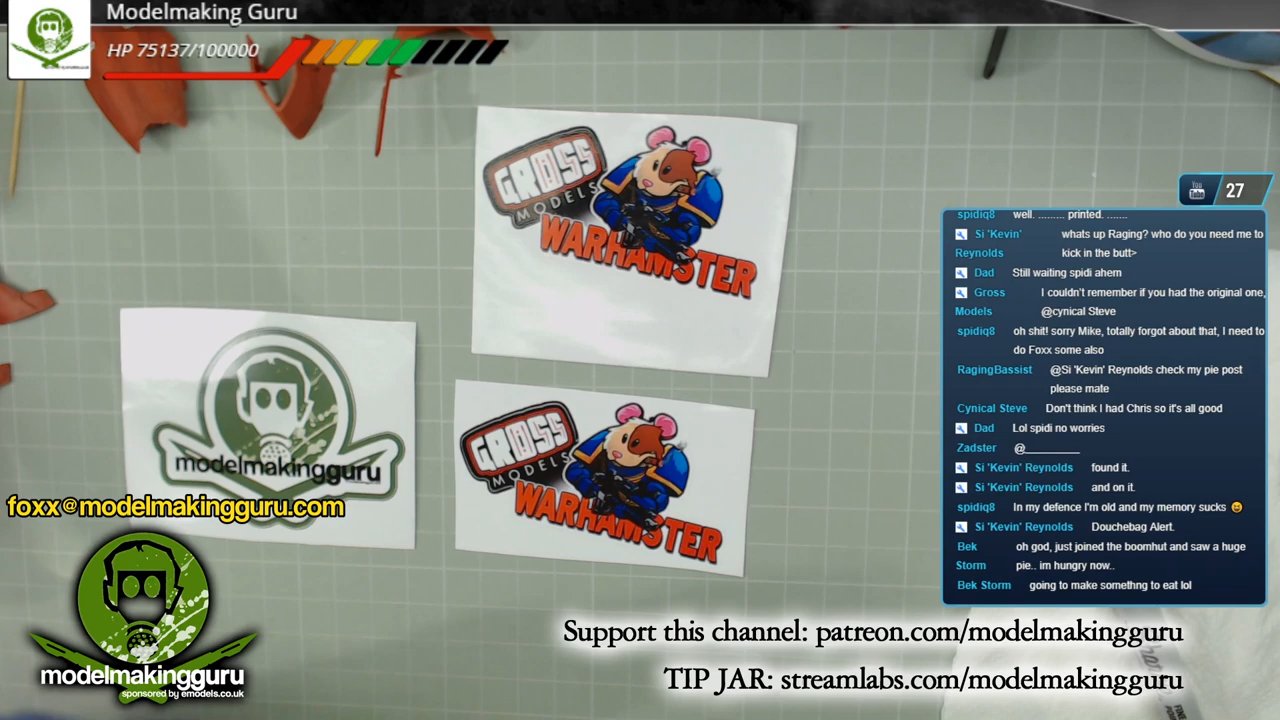 Modelmaking Guru
HP 75137/100000
GROSS
MODELS
WARHAMSTER
You
Tube
27
spidiq8 well. ......... printed. .......
Si 'Kevin' whats up Raging? who do you need me to
Reynolds kick in the butt>
Dad Still waiting spidi ahem
Gross I couldn't remember if you had the original one,
Models @cynical Steve
spidiq8 oh shit! sorry Mike, totally forgot about that, I need to
do Foxx some also
RagingBassist @Si 'Kevin' Reynolds check my pie post
please mate
Cynical Steve Don't think I had Chris so it's all good
Dad Lol spidi no worries
Zadster @_________
Si 'Kevin' Reynolds found it.
Si 'Kevin' Reynolds and on it.
spidiq8 In my defence I'm old and my memory sucks
Si 'Kevin' Reynolds Douchebag Alert.
Bek oh god, just joined the boomhut and saw a huge
Storm pie.. im hungry now..
Bek Storm going to make somethng to eat lol
modelmakingguru
GROSS
MODELS
WARHAMSTER
foxx@modelmakingguru.com
modelmakingguru
sponsored by emodels.co.uk
Support this channel: patreon.com/modelmakingguru
TIP JAR: streamlabs.com/modelmakingguru